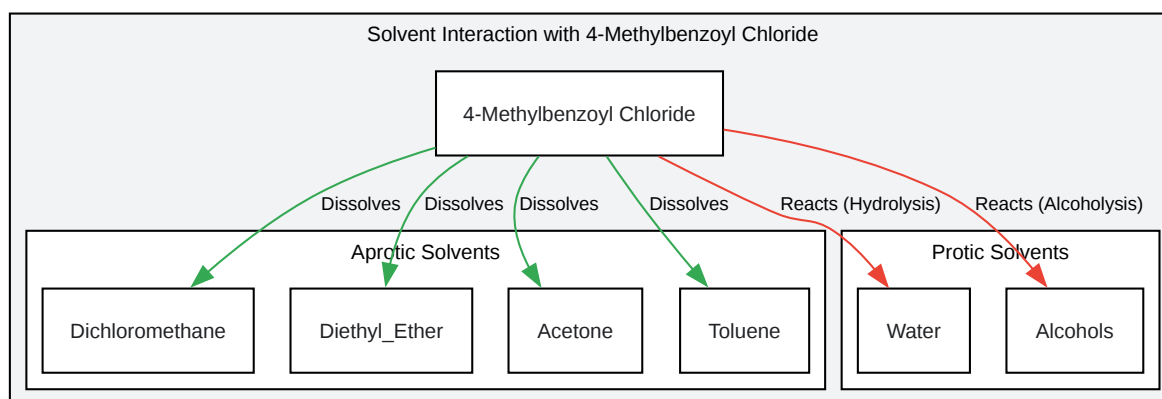 Solvent Interaction with 4-Methylbenzoyl Chloride
4-Methylbenzoyl Chloride
Dissolves
Dissolves
Dissolves
Dissolves
Reacts (Hydrolysis)
Reacts (Alcoholysis)
Aprotic Solvents
Protic Solvents
Dichloromethane
Diethyl_Ether
Acetone
Toluene
Water
Alcohols